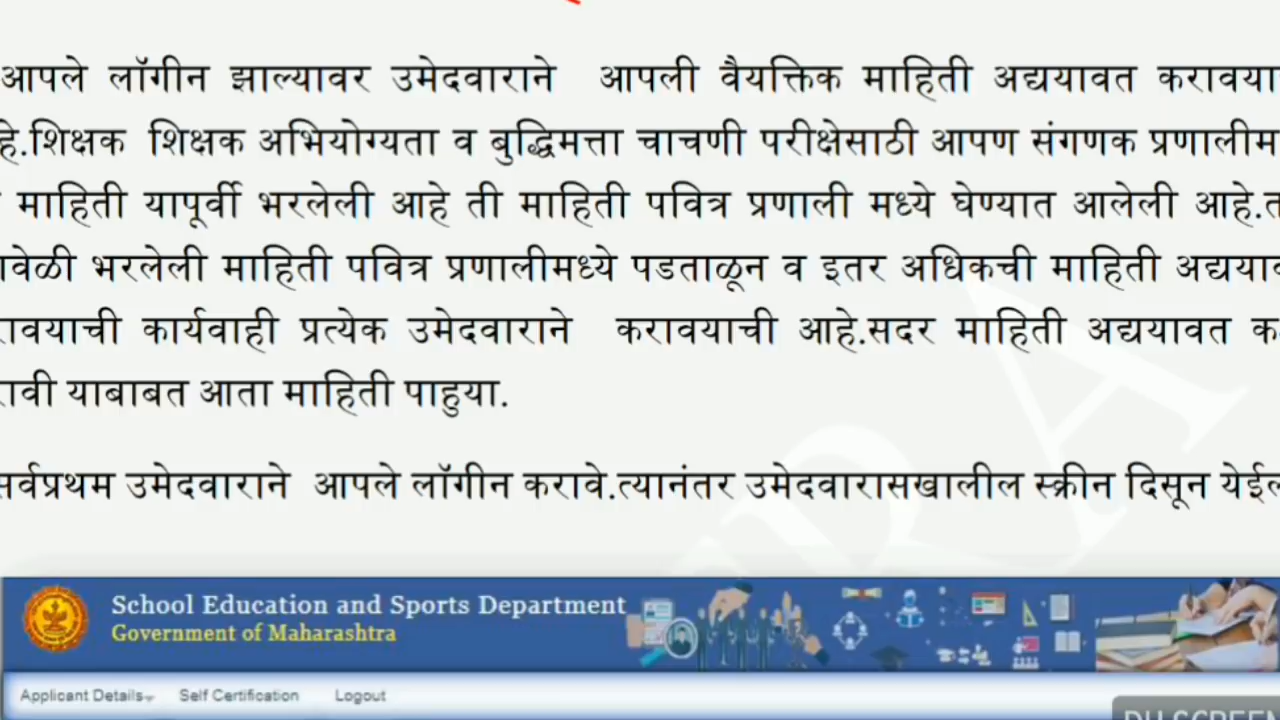 आपले लॉगीन झाल्यावर उमेदवाराने आपली वैयक्तिक माहिती अद्ययावत करावया
हे.शिक्षक शिक्षक अभियोग्यता व बुद्धिमत्ता चाचणी परीक्षेसाठी आपण संगणक प्रणालीम
माहिती यापूर्वी भरलेली आहे ती माहिती पवित्र प्रणाली मध्ये घेण्यात आलेली आहे.त
वेळी भरलेली माहिती पवित्र प्रणालीमध्ये पडताळून व इतर अधिकची माहिती अद्ययाव
रावयाची कार्यवाही प्रत्येक उमेदवाराने करावयाची आहे.सदर माहिती अद्ययावत क
रावी याबाबत आता माहिती पाहुया.
सर्वप्रथम उमेदवाराने आपले लॉगीन करावे.त्यानंतर उमेदवारासखालील स्क्रीन दिसून येईल
School Education and Sports Department
Government of Maharashtra
Applicant Details Self Certification Logout